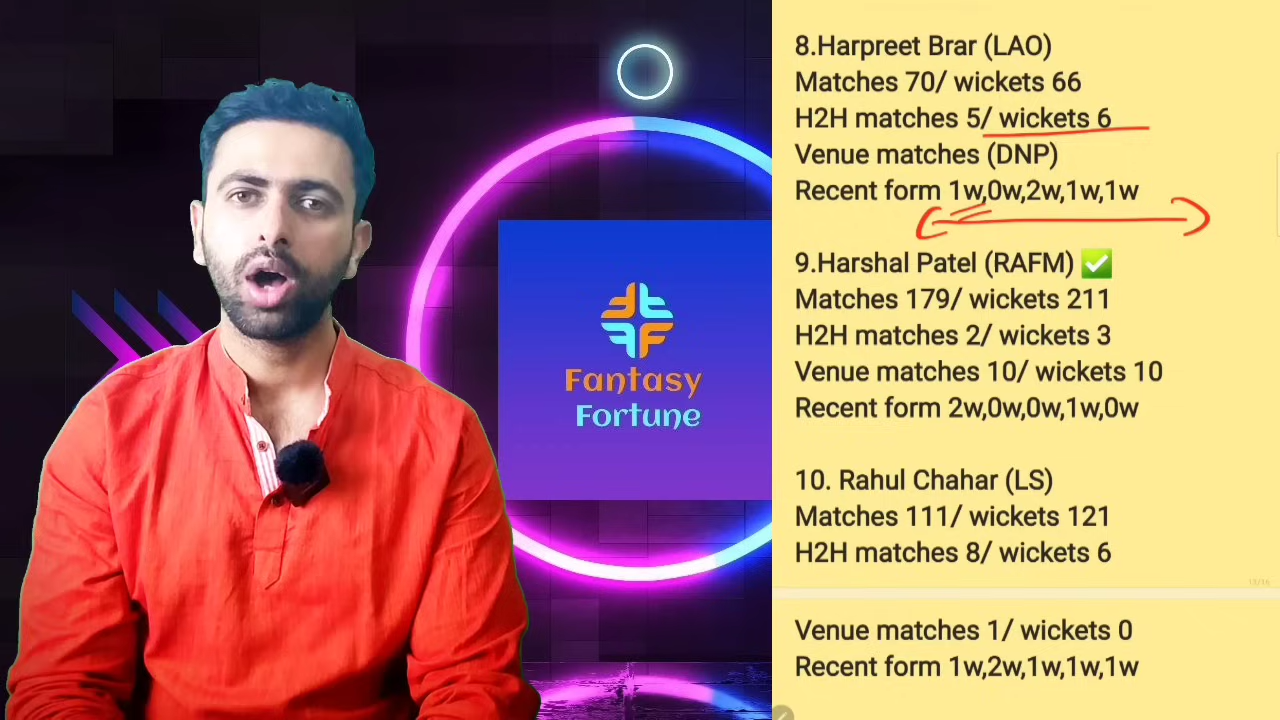 Fantasy
Fortune
8.Harpreet Brar (LAO)
Matches 70/ wickets 66
H2H matches 5/ wickets 6
Venue matches (DNP)
Recent form 1w,0w,2w,1w,1w
9.Harshal Patel (RAFM) ✅
Matches 179/ wickets 211
H2H matches 2/ wickets 3
Venue matches 10/ wickets 10
Recent form 2w,0w,0w,1w,0w
10. Rahul Chahar (LS)
Matches 111/ wickets 121
H2H matches 8/ wickets 6
Venue matches 1/ wickets 0
Recent form 1w,2w,1w,1w,1w